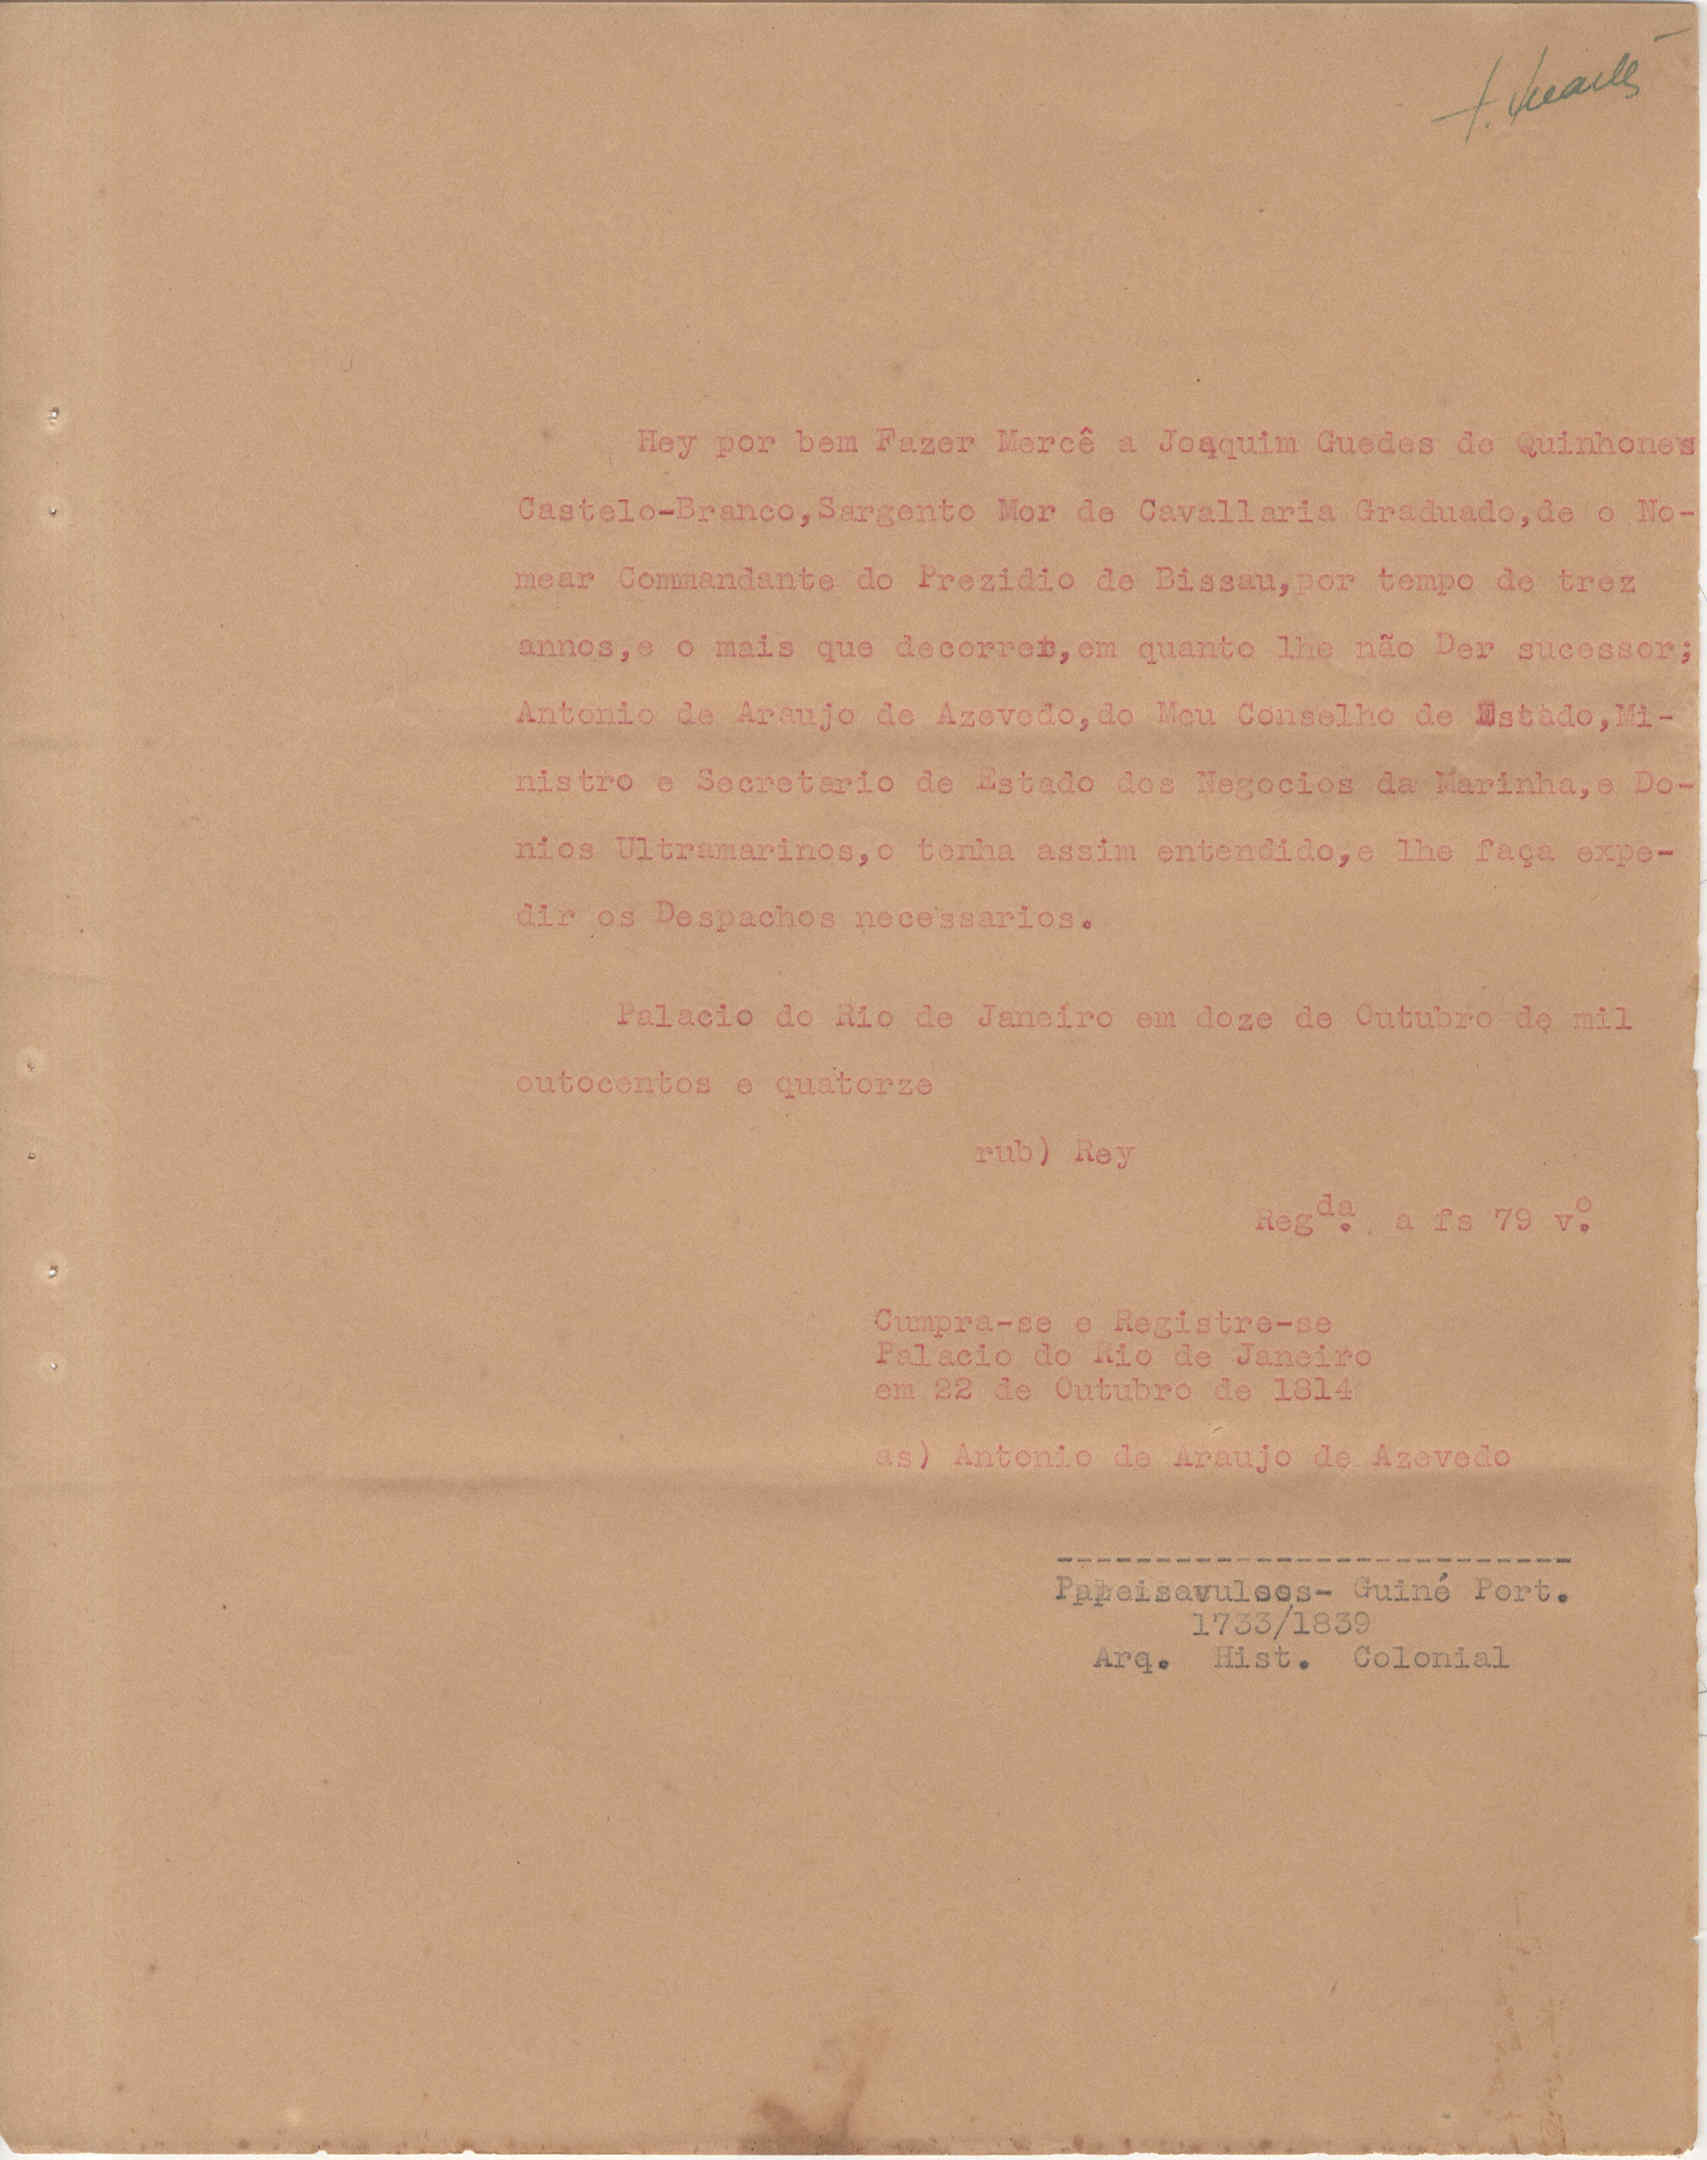 Hey por bem Fazer Mercê a Joaquim Guedes de Quinhones
Castelo-Branco,Sargento Mor de Cavallaria Graduado,de o No-
mear Commandante do Prezidio de Bissau,por tempo de trez
annos,e o mais que decorrer,em quanto lhe não Der sucessor;
Antonio de Araujo de Azevedo,do Meu Conselho de Estado,Mi-
nistro e Secretario de Estado dos Negocios da Marinha,e Do-
nios Ultramarinos,o tenha assim entendido,e lhe faça expe-
dir os Despachos necessarios.
Palacio do Rio de Janeiro em doze de Outubro de mil
outocentos e quatorze
rub) Rey
Regda. a fs 79 vº.
Cumpra-se e Registre-se
Palacio do Rio de Janeiro
em 22 de Outubro de 1814
as) Antonio de Araujo de Azevedo
--------------------------
Guiné Port.
1733/1839
Arq. Hist. Colonial